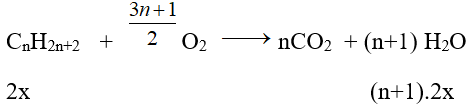 CₙH₂ₙ₊₂ + (3n+1)/2 O₂ ⟶ nCO₂ + (n+1) H₂O
2x (n+1).2x